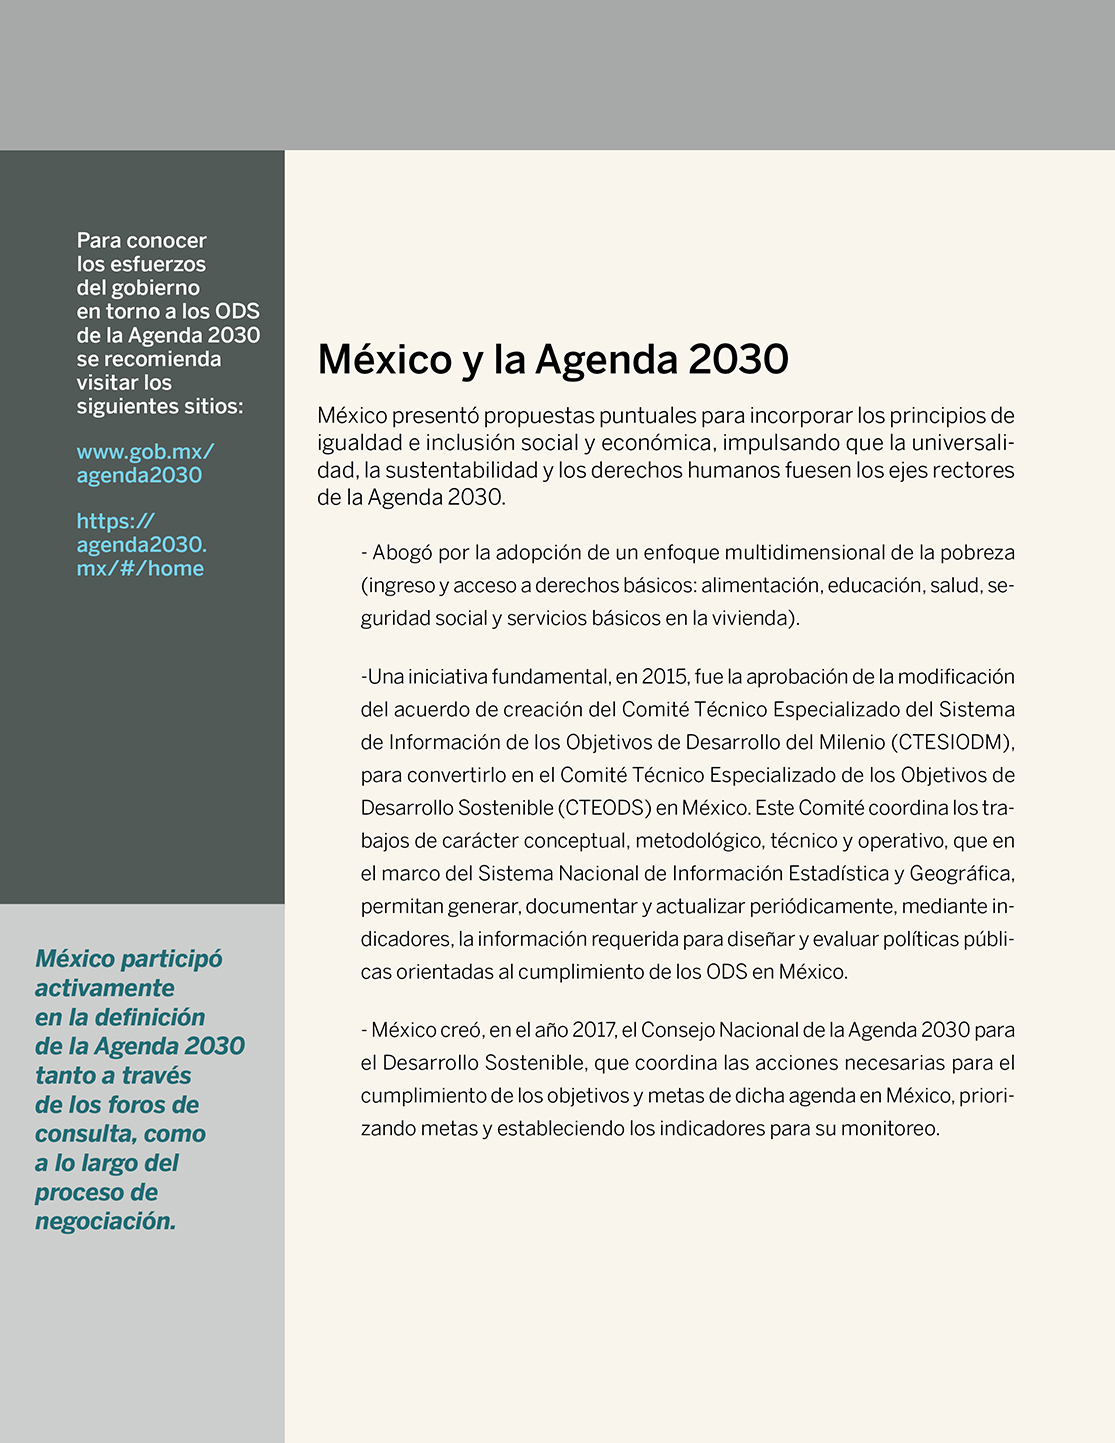 Para conocer
los esfuerzos
del gobierno
en torno a los ODS
de la Agenda 2030
se recomienda
visitar los
siguientes sitios:
www.gob.mx/
agenda2030
https://
agenda2030.
mx/#/home
México participó
activamente
en la definición
de la Agenda 2030
tanto a través
de los foros de
consulta, como
a lo largo del
proceso de
negociación.
México y la Agenda 2030
México presentó propuestas puntuales para incorporar los principios de
igualdad e inclusión social y económica, impulsando que la universali-
dad, la sustentabilidad y los derechos humanos fuesen los ejes rectores
de la Agenda 2030.
- Abogó por la adopción de un enfoque multidimensional de la pobreza
(ingreso y acceso a derechos básicos: alimentación, educación, salud, se-
guridad social y servicios básicos en la vivienda).
-Una iniciativa fundamental, en 2015, fue la aprobación de la modificación
del acuerdo de creación del Comité Técnico Especializado del Sistema
de Información de los Objetivos de Desarrollo del Milenio (CTESIODM),
para convertirlo en el Comité Técnico Especializado de los Objetivos de
Desarrollo Sostenible (CTEODS) en México. Este Comité coordina los tra-
bajos de carácter conceptual, metodológico, técnico y operativo, que en
el marco del Sistema Nacional de Información Estadística y Geográfica,
permitan generar, documentar y actualizar periódicamente, mediante in-
dicadores, la información requerida para diseñar y evaluar políticas públi-
cas orientadas al cumplimiento de los ODS en México.
- México creó, en el año 2017, el Consejo Nacional de la Agenda 2030 para
el Desarrollo Sostenible, que coordina las acciones necesarias para el
cumplimiento de los objetivos y metas de dicha agenda en México, priori-
zando metas y estableciendo los indicadores para su monitoreo.